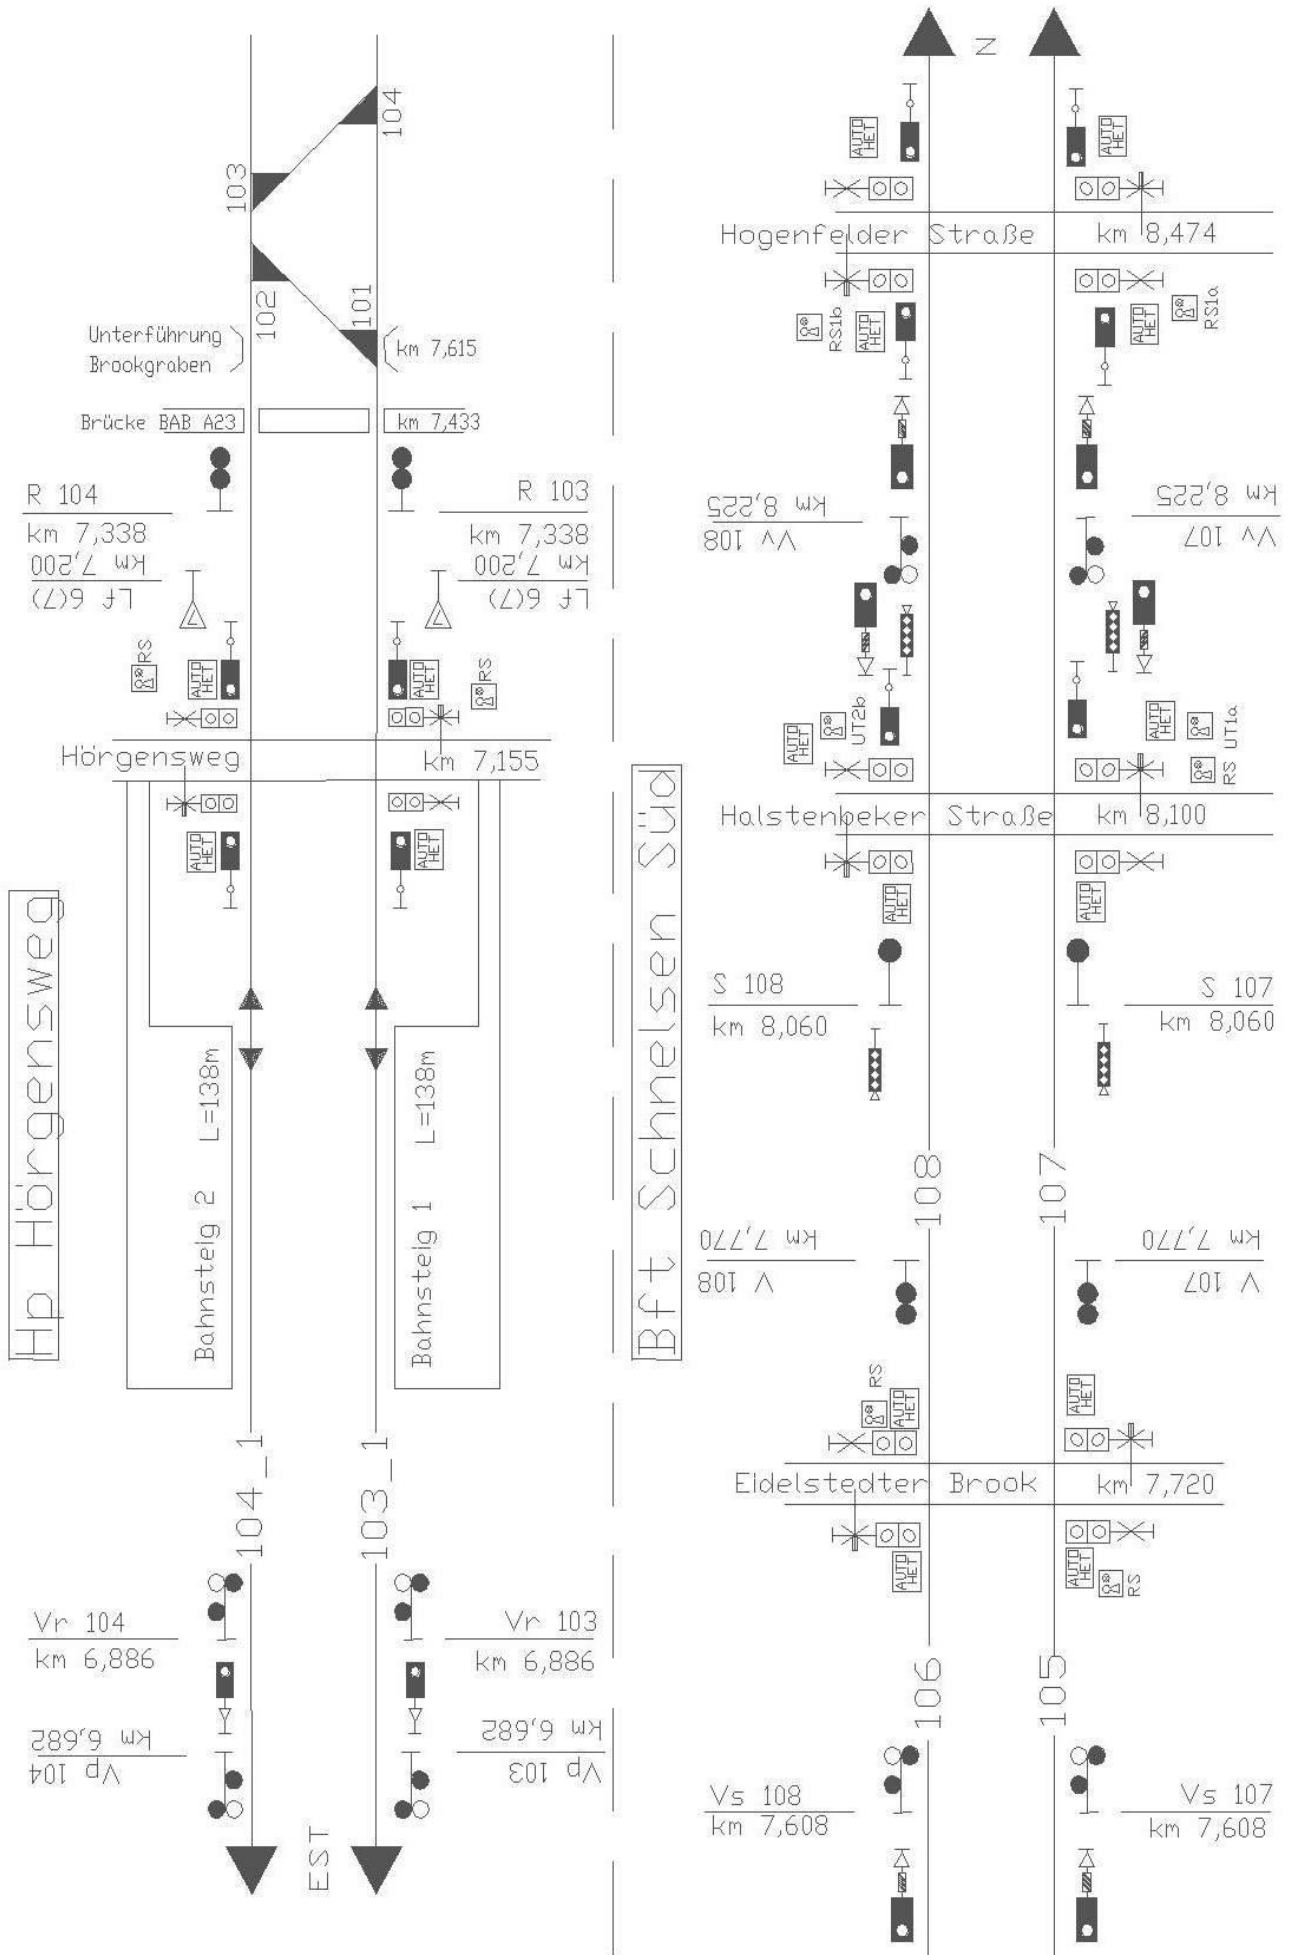 Hp Hörgensweg
104
103
102
101
Unterführung
Brookgraben
km 7,615
Brücke BAB A23
km 7,433
R 104
km 7,338
R 103
km 7,338
km 7,200
Lf 6(7)
km 7,200
Lf 6(7)
RS
AUTO
HET
AUTO
HET
RS
Hörgensweg
km 7,155
AUTO
HET
AUTO
HET
Bahnsteig 2 L=138m
Bahnsteig 1 L=138m
104_1
103_1
Vr 104
km 6,886
Vr 103
km 6,886
km 6,682
Vp 104
km 6,682
Vp 103
EST
Bft Schnelsen Süd
N
AUTO
HET
AUTO
HET
Hogenfelder Straße
km 8,474
RS1b
AUTO
HET
AUTO
HET
RS1a
km 8,225
Vv 108
km 8,225
Vv 107
AUTO
HET
UT2b
AUTO
HET
UT1a
RS
Halstenbeker Straße
km 8,100
AUTO
HET
AUTO
HET
S 108
km 8,060
S 107
km 8,060
108
107
km 7,770
V 108
km 7,770
V 107
RS
AUTO
HET
AUTO
HET
Eidelstedter Brook
km 7,720
AUTO
HET
AUTO
HET
RS
106
105
Vs 108
km 7,608
Vs 107
km 7,608